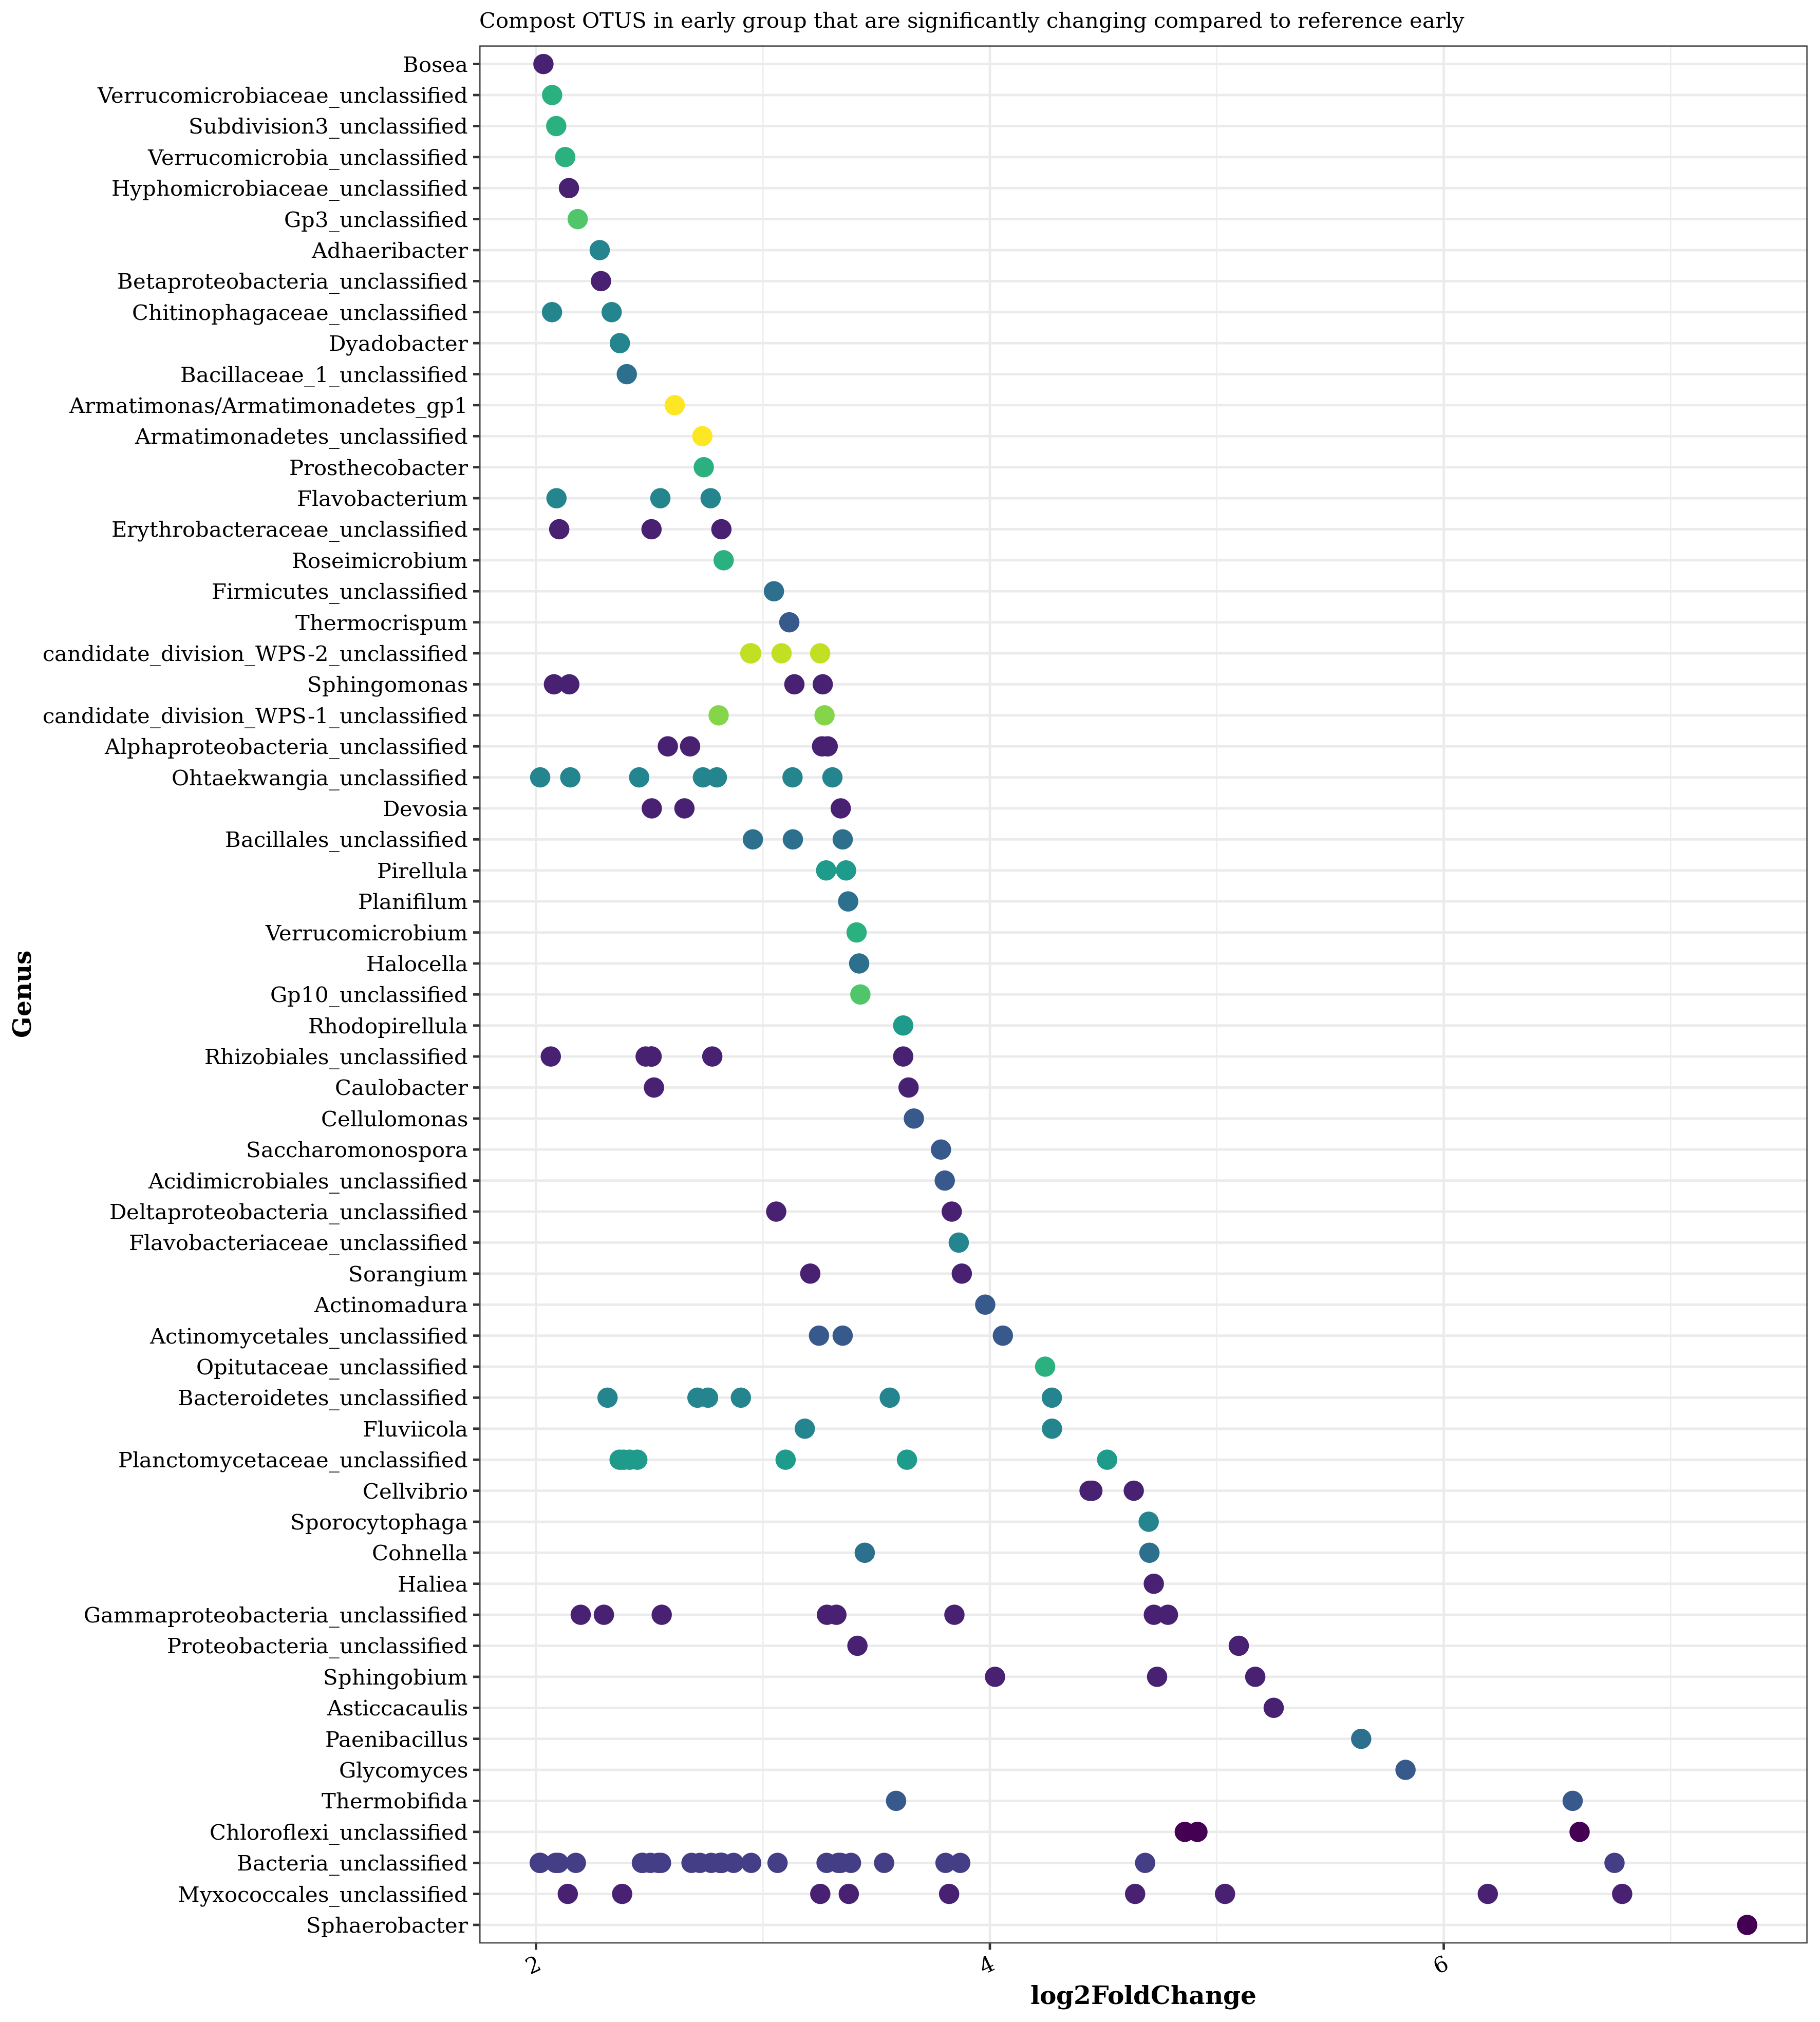 Compost OTUS in early group that are significantly changing compared to reference early
Bosea
Verrucomicrobiaceae_unclassified
Subdivision3_unclassified
Verrucomicrobia_unclassified
Hyphomicrobiaceae_unclassified
Gp3_unclassified
Adhaeribacter
Betaproteobacteria_unclassified
Chitinophagaceae_unclassified
Dyadobacter
Bacillaceae_1_unclassified
Armatimonas/Armatimonadetes_gp1
Armatimonadetes_unclassified
Prosthecobacter
Flavobacterium
Erythrobacteraceae_unclassified
Roseimicrobium
Firmicutes_unclassified
Thermocrispum
candidate_division_WPS-2_unclassified
Sphingomonas
candidate_division_WPS-1_unclassified
Alphaproteobacteria_unclassified
Ohtaekwangia_unclassified
Devosia
Bacillales_unclassified
Pirellula
Planifilum
Verrucomicrobium
Halocella
Gp10_unclassified
Rhodopirellula
Rhizobiales_unclassified
Caulobacter
Cellulomonas
Saccharomonospora
Acidimicrobiales_unclassified
Deltaproteobacteria_unclassified
Flavobacteriaceae_unclassified
Sorangium
Actinomadura
Actinomycetales_unclassified
Opitutaceae_unclassified
Bacteroidetes_unclassified
Fluviicola
Planctomycetaceae_unclassified
Cellvibrio
Sporocytophaga
Cohnella
Haliea
Gammaproteobacteria_unclassified
Proteobacteria_unclassified
Sphingobium
Asticcacaulis
Paenibacillus
Glycomyces
Thermobifida
Chloroflexi_unclassified
Bacteria_unclassified
Myxococcales_unclassified
Sphaerobacter
Genus
2 4 6
log2FoldChange